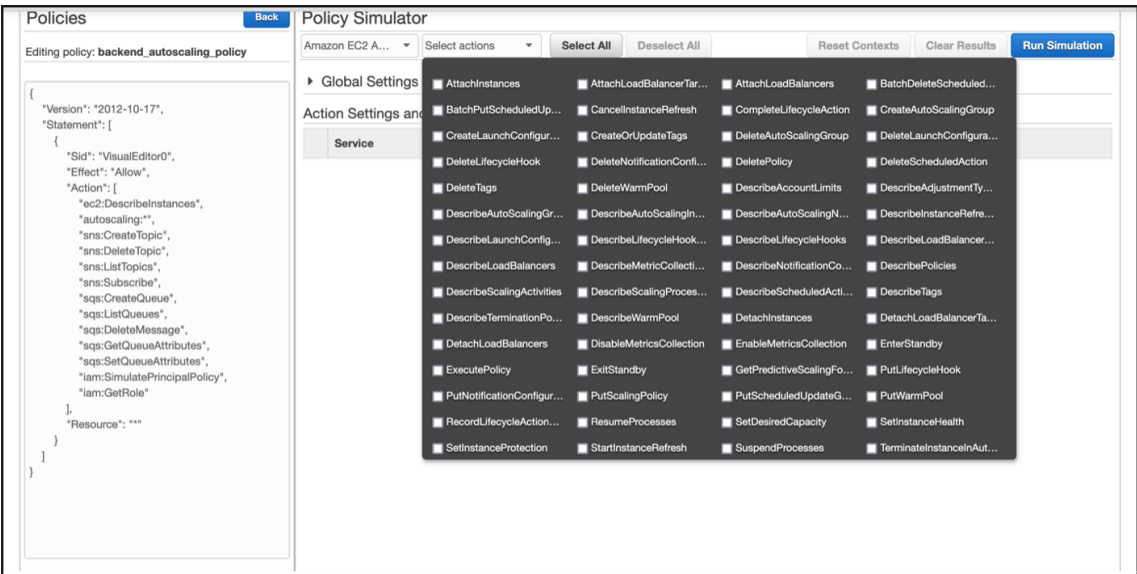 Policies
Back
Policy Simulator
Editing policy: backend_autoscaling_policy
Amazon EC2 A...
Select actions
Select All
Deselect All
Reset Contexts
Clear Results
Run Simulation
{
"Version": "2012-10-17",
"Statement": [
{
"Sid": "VisualEditor0",
"Effect": "Allow",
"Action": [
"ec2:DescribeInstances",
"autoscaling:*",
"sns:CreateTopic",
"sns:DeleteTopic",
"sns:ListTopics",
"sns:Subscribe",
"sqs:CreateQueue",
"sqs:ListQueues",
"sqs:DeleteMessage",
"sqs:GetQueueAttributes",
"sqs:SetQueueAttributes",
"iam:SimulatePrincipalPolicy",
"iam:GetRole"
],
"Resource": "*"
}
]
}
Global Settings
Action Settings and
Service
AttachInstances AttachLoadBalancerTar... AttachLoadBalancers BatchDeleteScheduled...
BatchPutScheduledUp... CancelInstanceRefresh CompleteLifecycleAction CreateAutoScalingGroup
CreateLaunchConfigur... CreateOrUpdateTags DeleteAutoScalingGroup DeleteLaunchConfigura...
DeleteLifecycleHook DeleteNotificationConfi... DeletePolicy DeleteScheduledAction
DeleteTags DeleteWarmPool DescribeAccountLimits DescribeAdjustmentTy...
DescribeAutoScalingGr... DescribeAutoScalingIn... DescribeAutoScalingN... DescribeInstanceRefre...
DescribeLaunchConfig... DescribeLifecycleHook... DescribeLifecycleHooks DescribeLoadBalancer...
DescribeLoadBalancers DescribeMetricCollecti... DescribeNotificationCo... DescribePolicies
DescribeScalingActivities DescribeScalingProces... DescribeScheduledActi... DescribeTags
DescribeTerminationPo... DescribeWarmPool DetachInstances DetachLoadBalancerTa...
DetachLoadBalancers DisableMetricsCollection EnableMetricsCollection EnterStandby
ExecutePolicy ExitStandby GetPredictiveScalingFo... PutLifecycleHook
PutNotificationConfigur... PutScalingPolicy PutScheduledUpdateG... PutWarmPool
RecordLifecycleAction... ResumeProcesses SetDesiredCapacity SetInstanceHealth
SetInstanceProtection StartInstanceRefresh SuspendProcesses TerminateInstanceInAut...